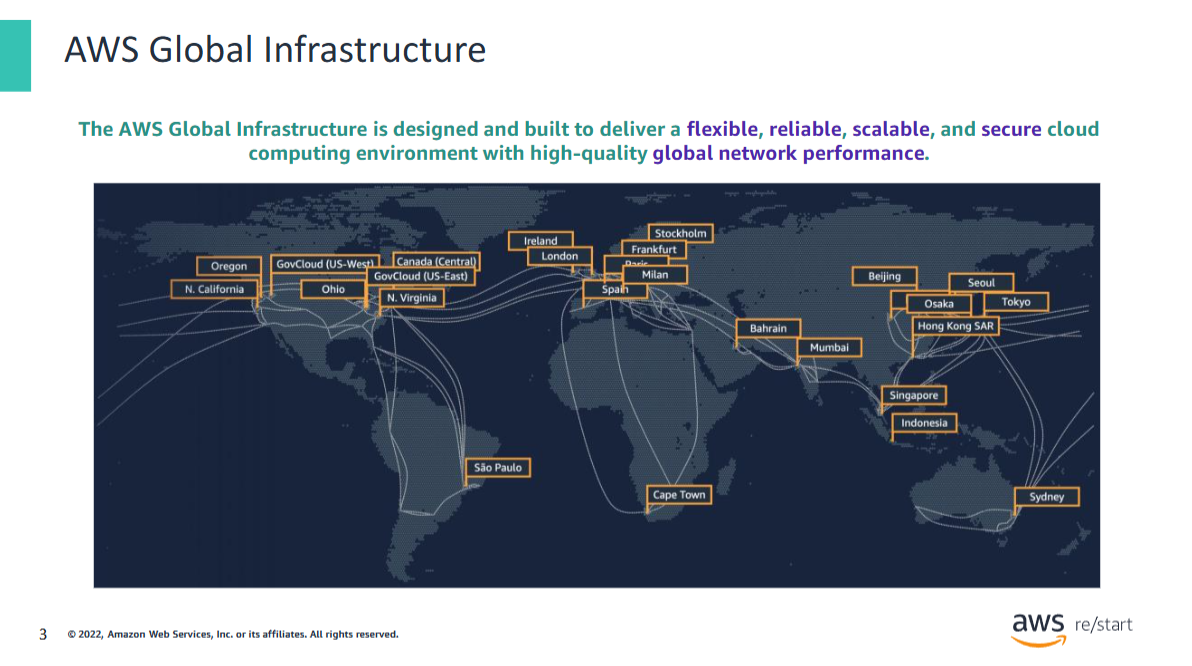 AWS Global Infrastructure
The AWS Global Infrastructure is designed and built to deliver a flexible, reliable, scalable, and secure cloud
computing environment with high-quality global network performance.
Stockholm
Ireland
Frankfurt
London
Canada (Central)
GovCloud (US-West)
Oregon
Paris
Milan
GovCloud (US-East)
Beijing
Seoul
N. California
Ohio
Spain
N. Virginia
Osaka
Tokyo
Hong Kong SAR
Bahrain
Mumbai
Singapore
Indonesia
São Paulo
Cape Town
Sydney
3
© 2022, Amazon Web Services, Inc. or its affiliates. All rights reserved.
aws re/start